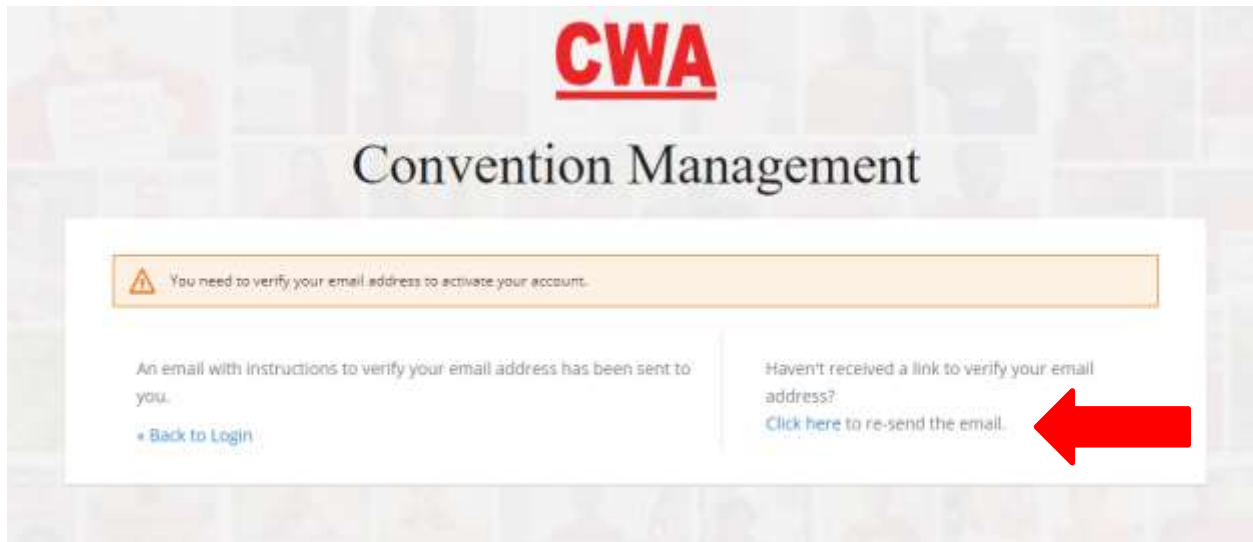 CWA
Convention Management
You need to verify your email address to activate your account.
An email with instructions to verify your email address has been sent to
you.
« Back to Login
Haven't received a link to verify your email
address?
Click here to re-send the email.